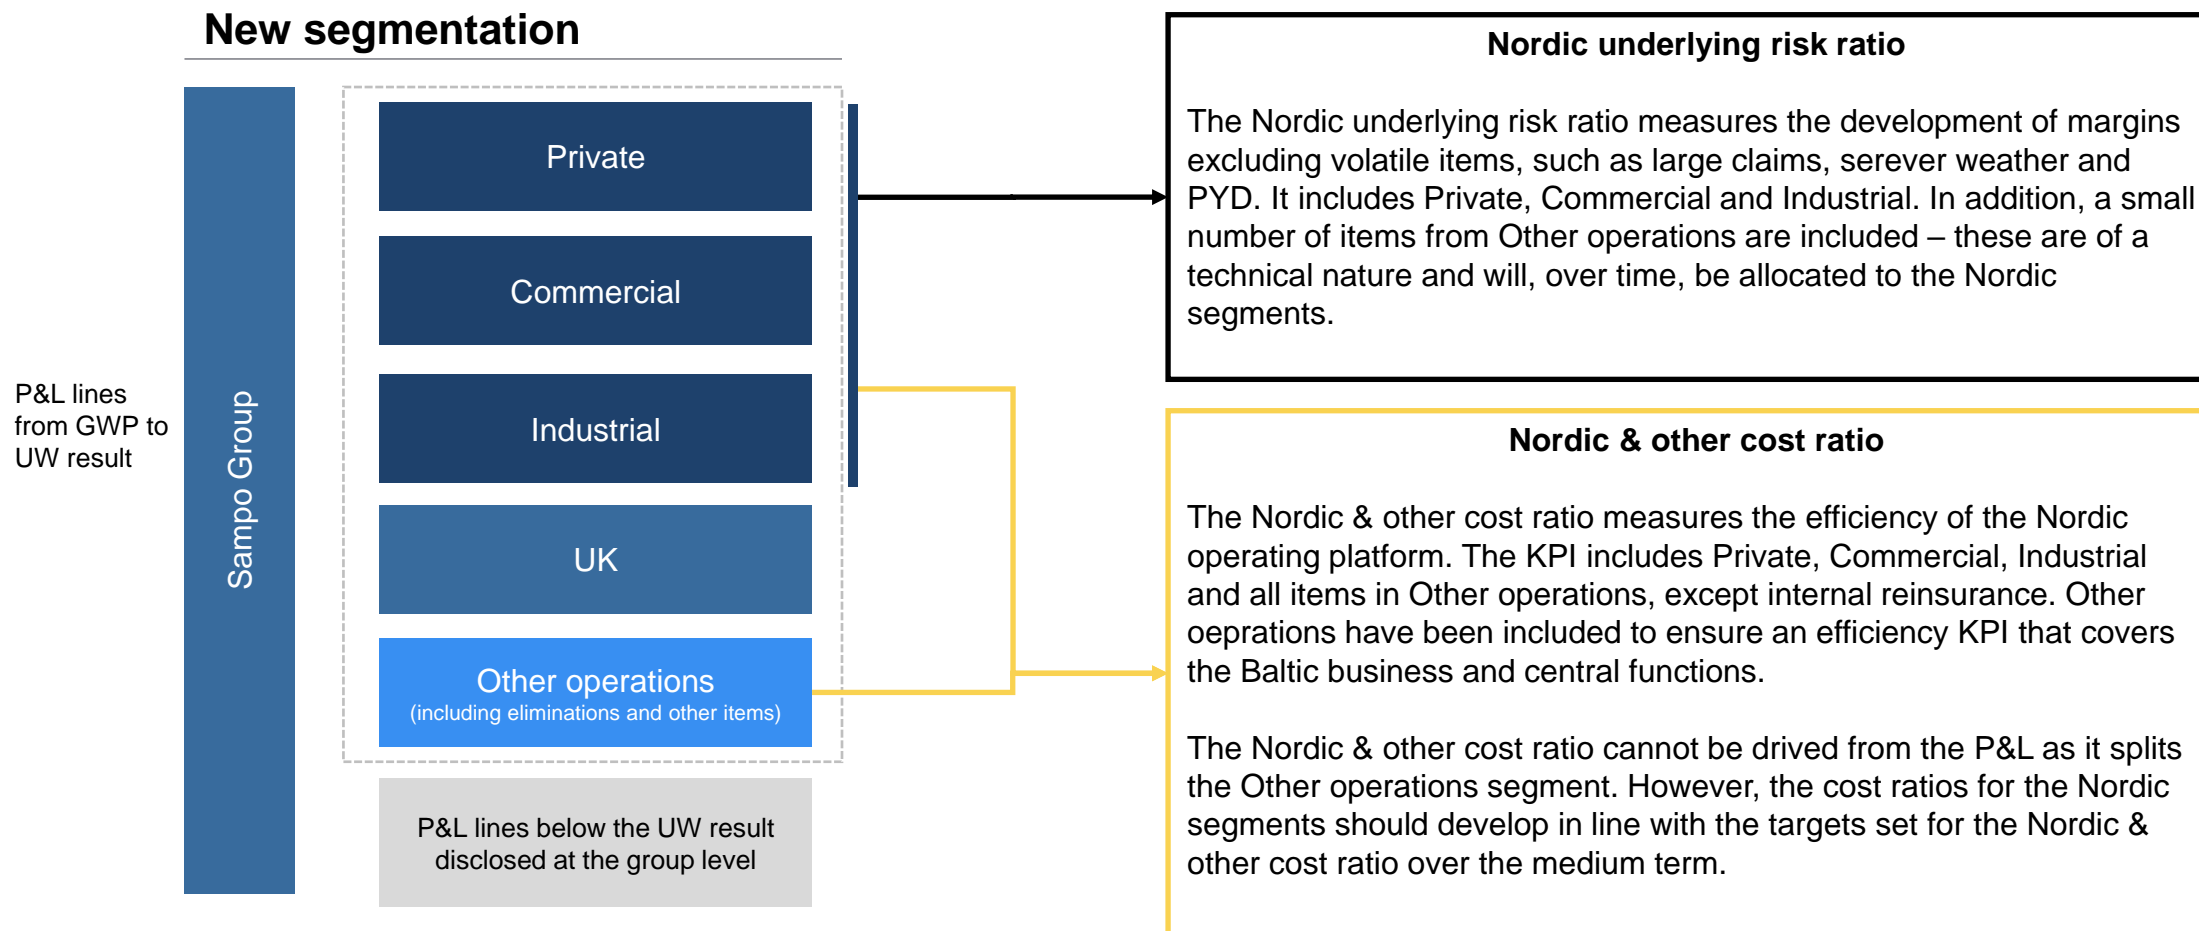 New segmentation
P&L lines
from GWP to
UW result
Sampo Group
Private
Commercial
Industrial
UK
Other operations
(including eliminations and other items)
P&L lines below the UW result
disclosed at the group level
Nordic underlying risk ratio
The Nordic underlying risk ratio measures the development of margins
excluding volatile items, such as large claims, serever weather and
PYD. It includes Private, Commercial and Industrial. In addition, a small
number of items from Other operations are included – these are of a
technical nature and will, over time, be allocated to the Nordic
segments.
Nordic & other cost ratio
The Nordic & other cost ratio measures the efficiency of the Nordic
operating platform. The KPI includes Private, Commercial, Industrial
and all items in Other operations, except internal reinsurance. Other
oeprations have been included to ensure an efficiency KPI that covers
the Baltic business and central functions.
The Nordic & other cost ratio cannot be drived from the P&L as it splits
the Other operations segment. However, the cost ratios for the Nordic
segments should develop in line with the targets set for the Nordic &
other cost ratio over the medium term.